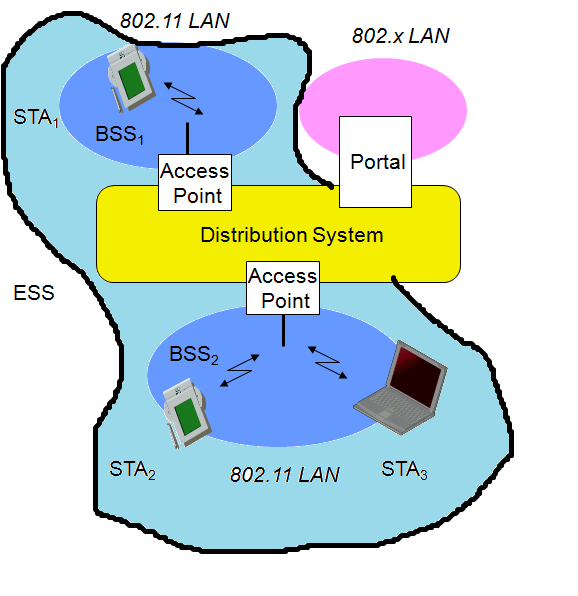 802.11 LAN
802.x LAN
STA1
BSS1
Access
Point
Portal
Distribution System
Access
Point
ESS
BSS2
STA2
802.11 LAN
STA3